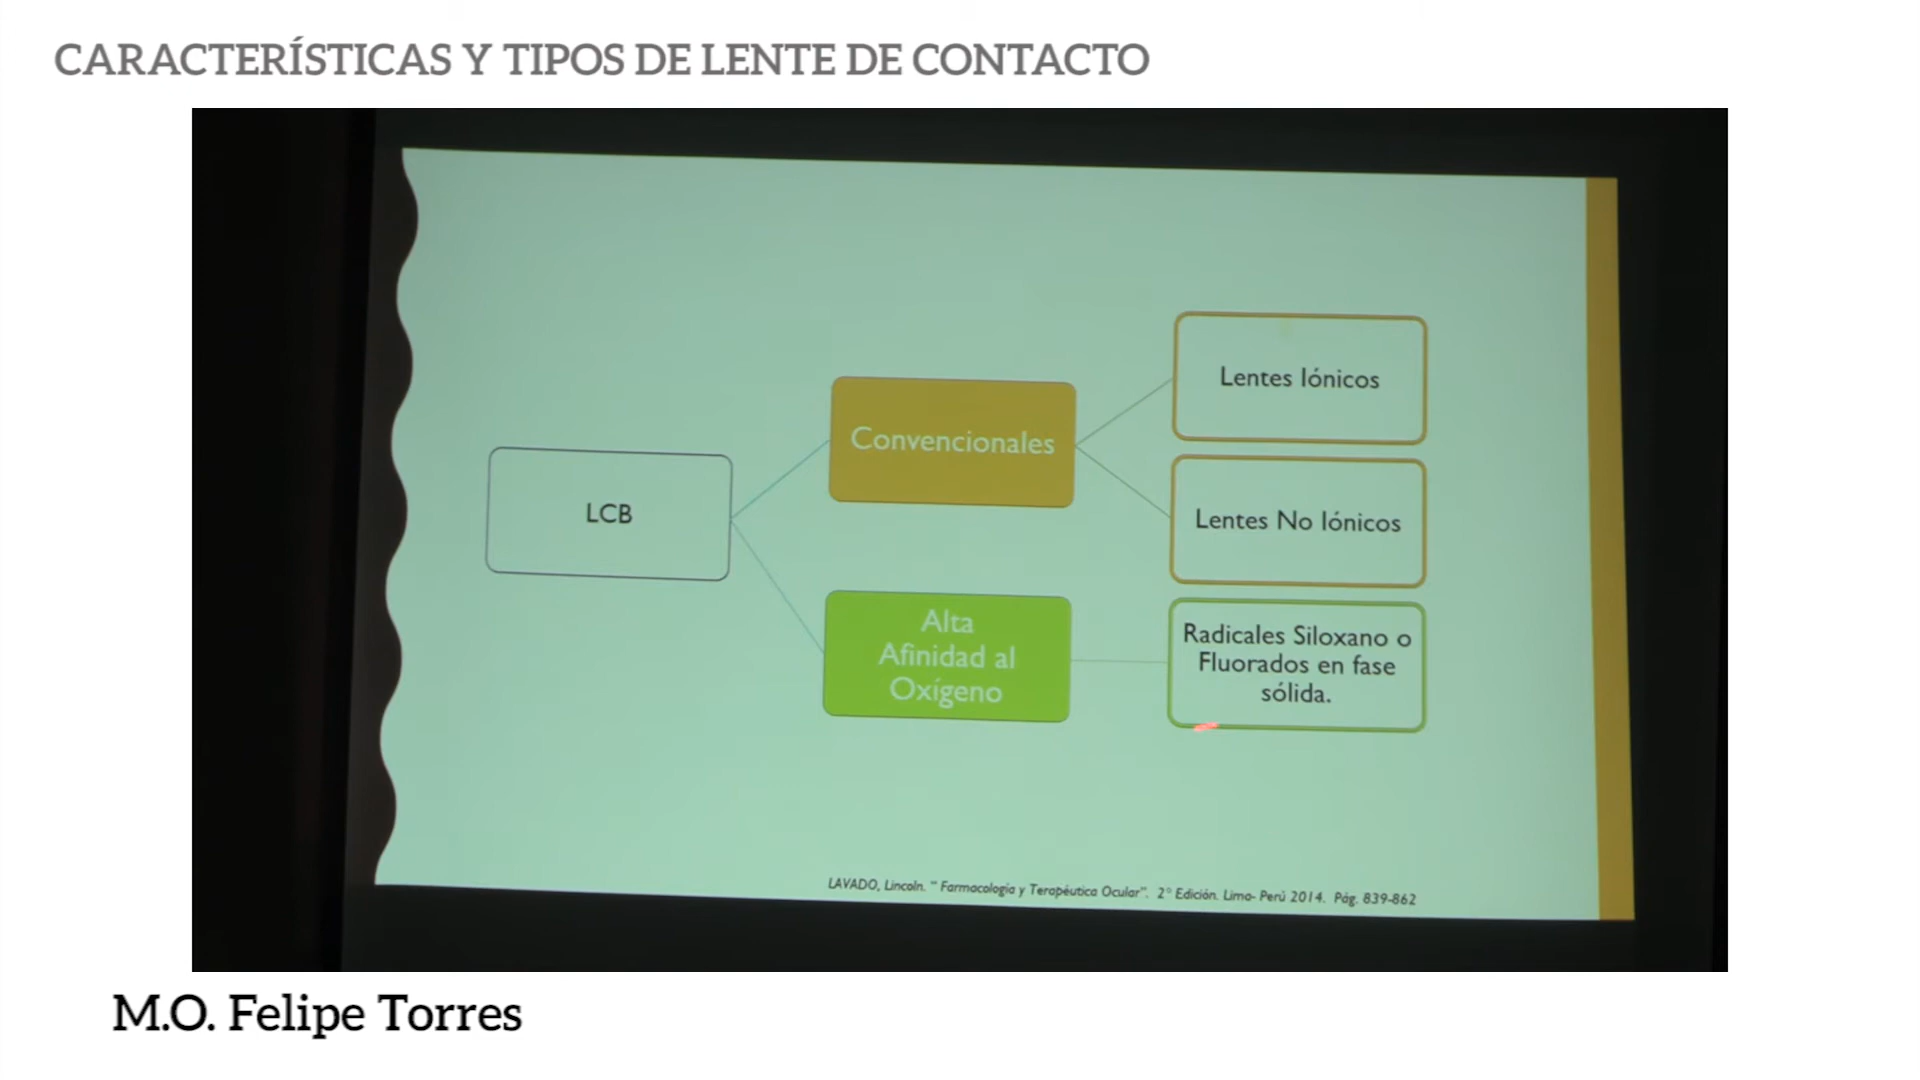 CARACTERÍSTICAS Y TIPOS DE LENTE DE CONTACTO
LCB
Convencionales
Lentes Iónicos
Lentes No Iónicos
Alta
Afinidad al
Oxígeno
Radicales Siloxano o
Fluorados en fase
sólida.
LAVADO, Lincoln. “ Farmacología y Terapéutica Ocular”. 2° Edición. Lima- Perú 2014. Pág. 839-862
M.O. Felipe Torres